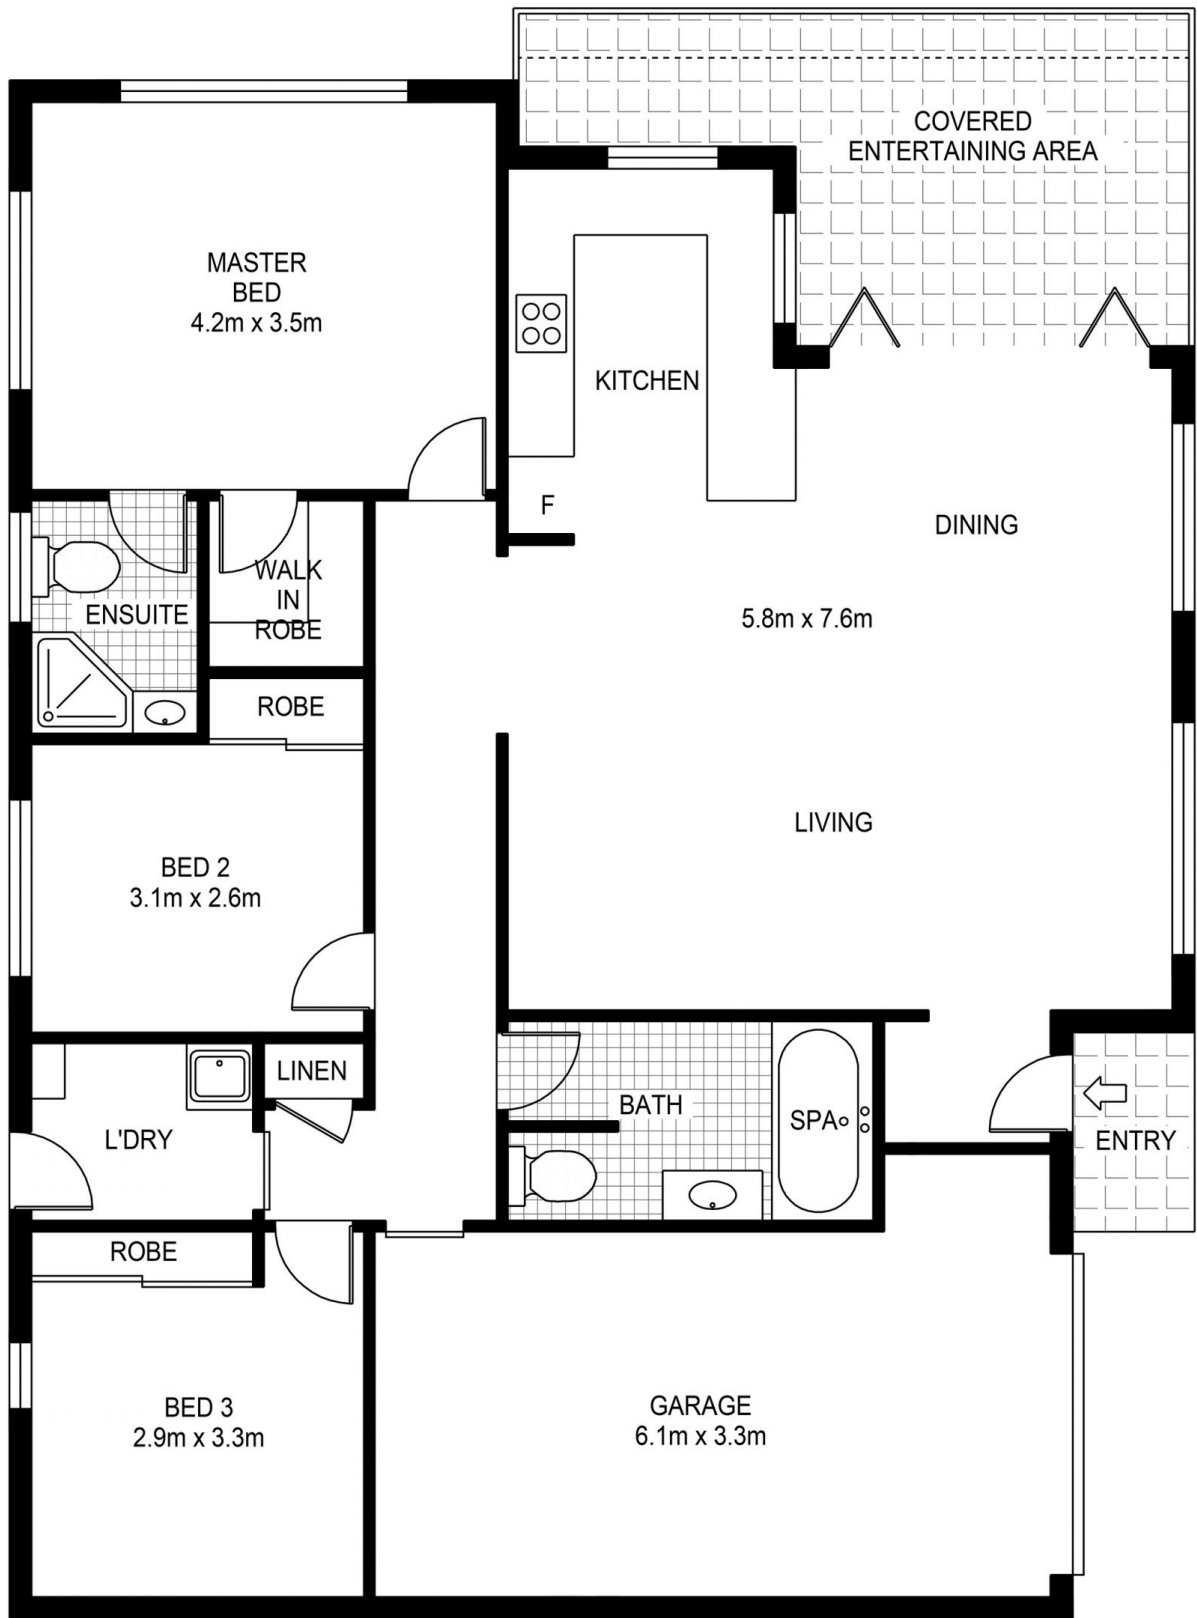 COVERED
ENTERTAINING AREA
MASTER
BED
4.2m x 3.5m
KITCHEN
F
DINING
WALK
IN
ROBE
ENSUITE
5.8m x 7.6m
ROBE
LIVING
BED 2
3.1m x 2.6m
LINEN
BATH
SPA
L'DRY
ENTRY
ROBE
BED 3
2.9m x 3.3m
GARAGE
6.1m x 3.3m